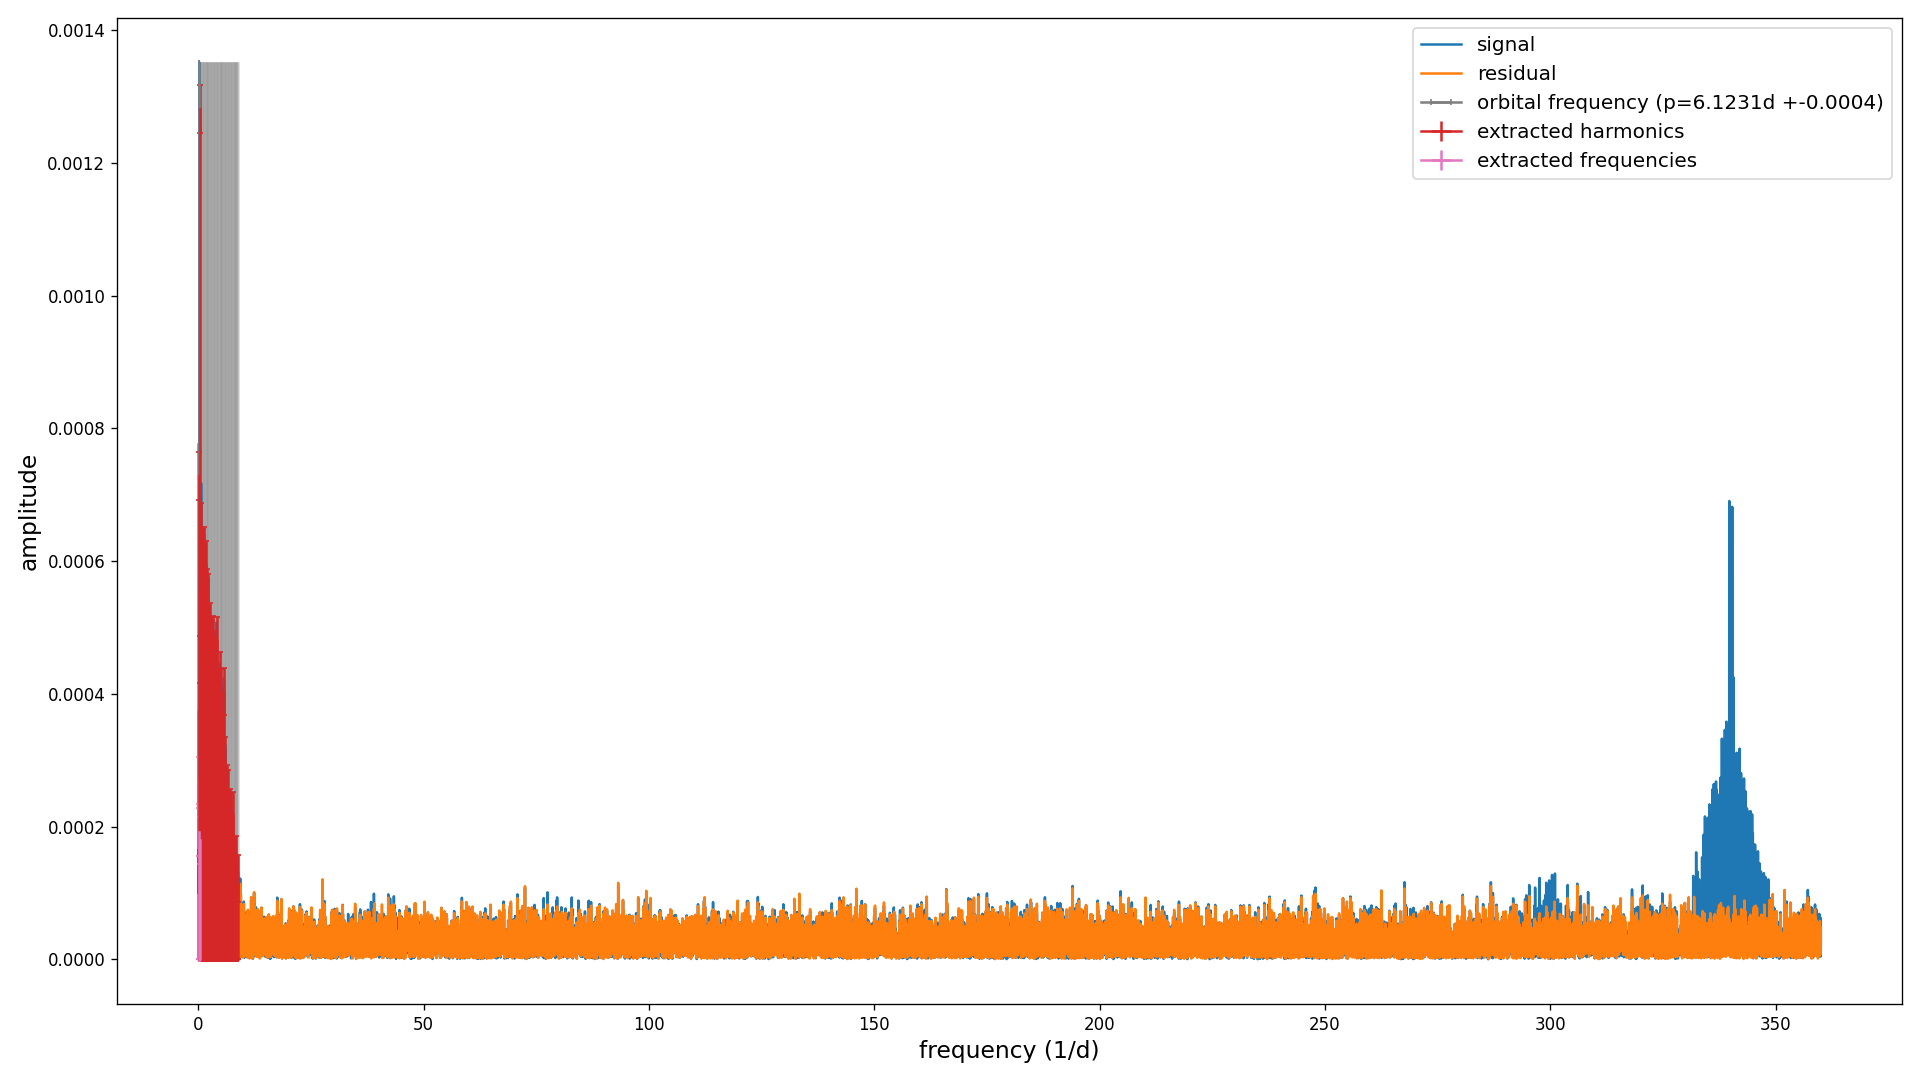 0.0014
0.0012
0.0010
0.0008
0.0006
0.0004
0.0002
0.0000
amplitude
signal
residual
orbital frequency (p=6.1231d +-0.0004)
extracted harmonics
extracted frequencies
0 50 100 150 200 250 300 350
frequency (1/d)